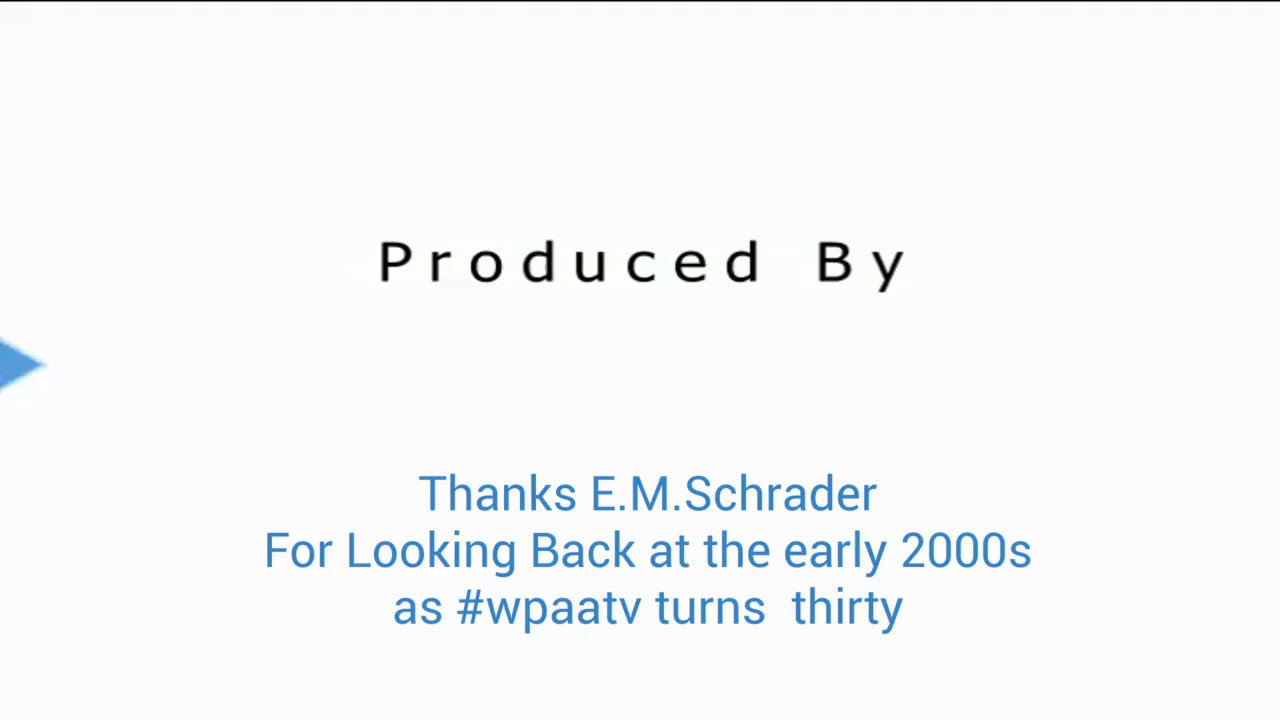 Produced By
Thanks E.M.Schrader
For Looking Back at the early 2000s
as #wpaatv turns thirty